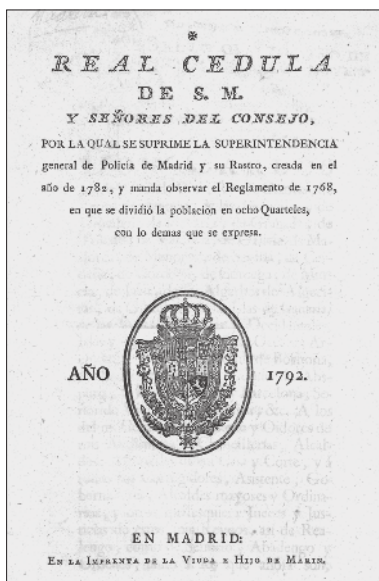 REAL CEDULA
DE S. M.
Y SEÑORES DEL CONSEJO,
POR LA QUAL SE SUPRIME LA SUPERINTENDENCIA
general de Policía de Madrid y su Rastro, creada en el
año de 1782, y manda observar el Reglamento de 1768,
en que se dividió la poblacion en ocho Quarteles,
con lo demas que se expresa.
AÑO 1792.
EN MADRID:
EN LA IMPRENTA DE LA VIUDA E HIJO DE MARIN.